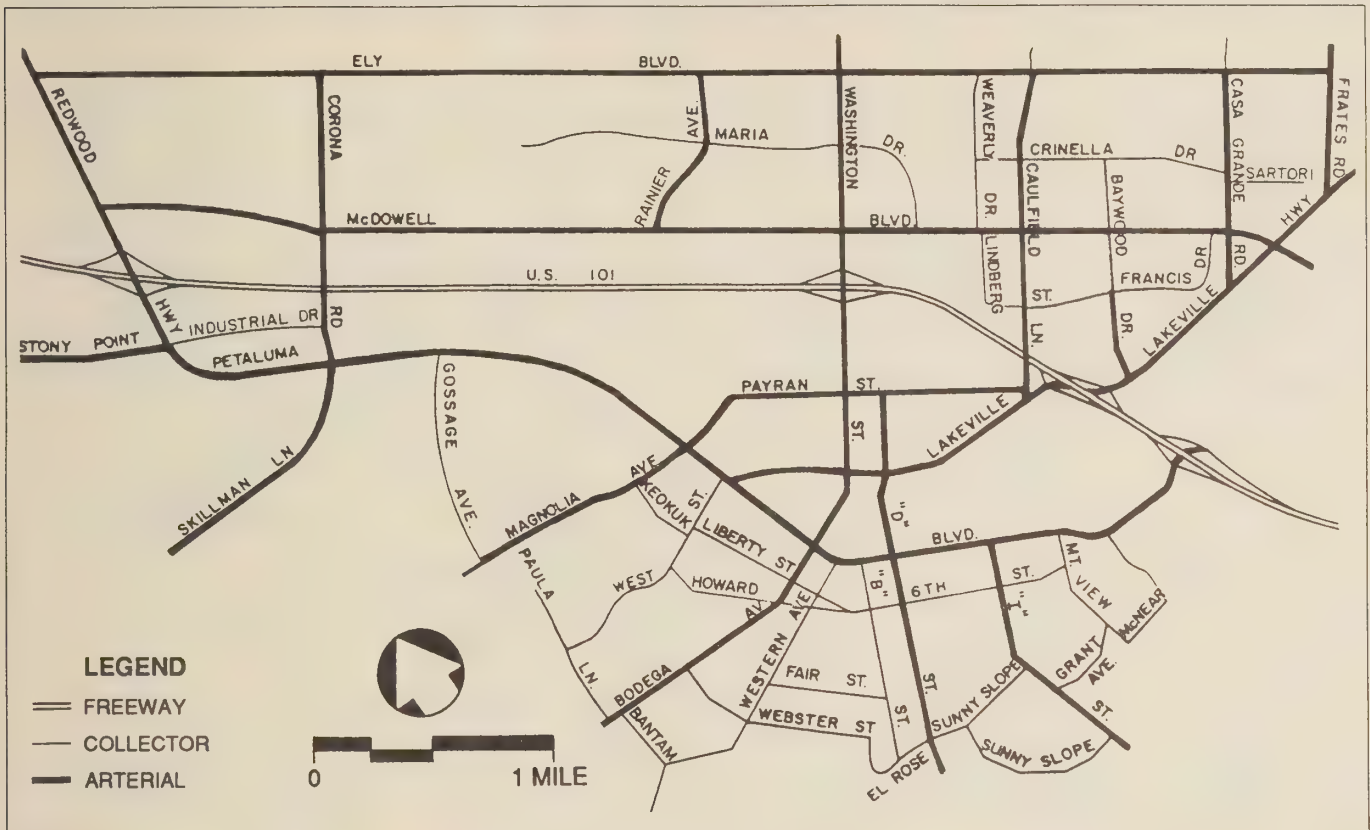 ELY BLVD.
REDWOOD HWY
CORONA RD
RAINIER AVE.
MARIA DR.
WASHINGTON ST.
WEAVERLY DR.
CAULFIELD LN.
CRINELLA DR
BAYWOOD DR.
CASA GRANDE RD.
SARTORI
FRATES RD
McDOWELL BLVD
LINDBERG
ST.
FRANCIS DR
U.S. 101
LAKEVILLE HWY
INDUSTRIAL DR
STONY POINT
PETALUMA
BLVD.
GOSSAGE AVE.
PAYRAN ST.
LAKEVILLE
SKILLMAN LN
MAGNOLIA AVE
KEOKUK
ST.
LIBERTY ST
"D" ST.
PAULA LN.
WEST
HOWARD
"B" ST.
6TH ST.
"I" ST.
MT. VIEW
McNEAR
GRANT AVE.
BODEGA AV
WESTERN AVE
FAIR ST.
WEBSTER ST
BANTAM
SUNNY SLOPE
SUNNY SLOPE
EL ROSE
LEGEND
FREEWAY
COLLECTOR
ARTERIAL
0 1 MILE